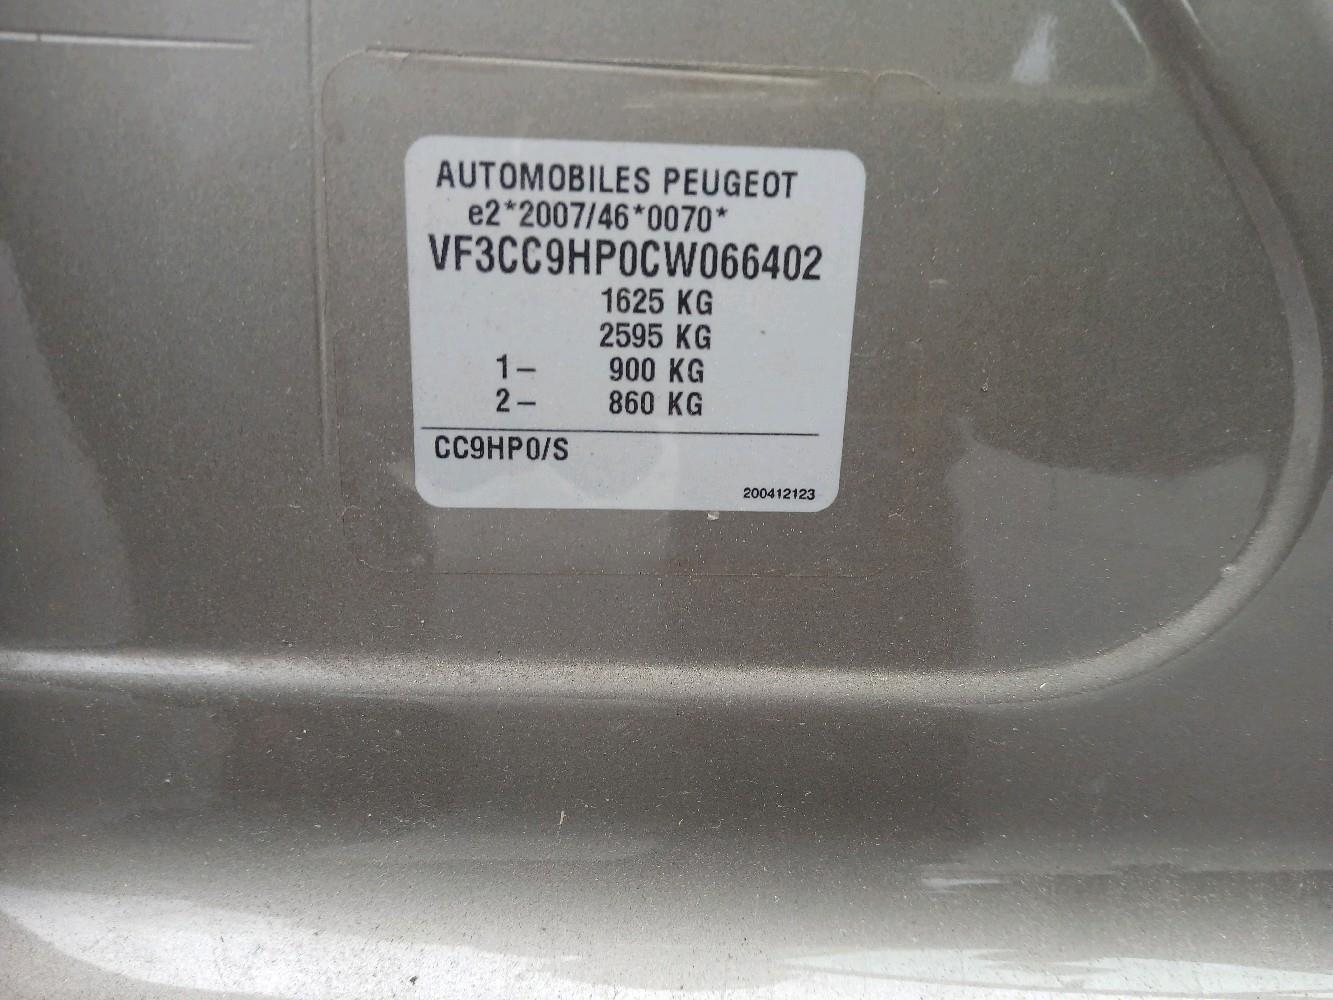 AUTOMOBILES PEUGEOT
e2*2007/46*0070*
VF3CC9HP0CW066402
1625 KG
2595 KG
1– 900 KG
2– 860 KG
CC9HP0/S
200412123